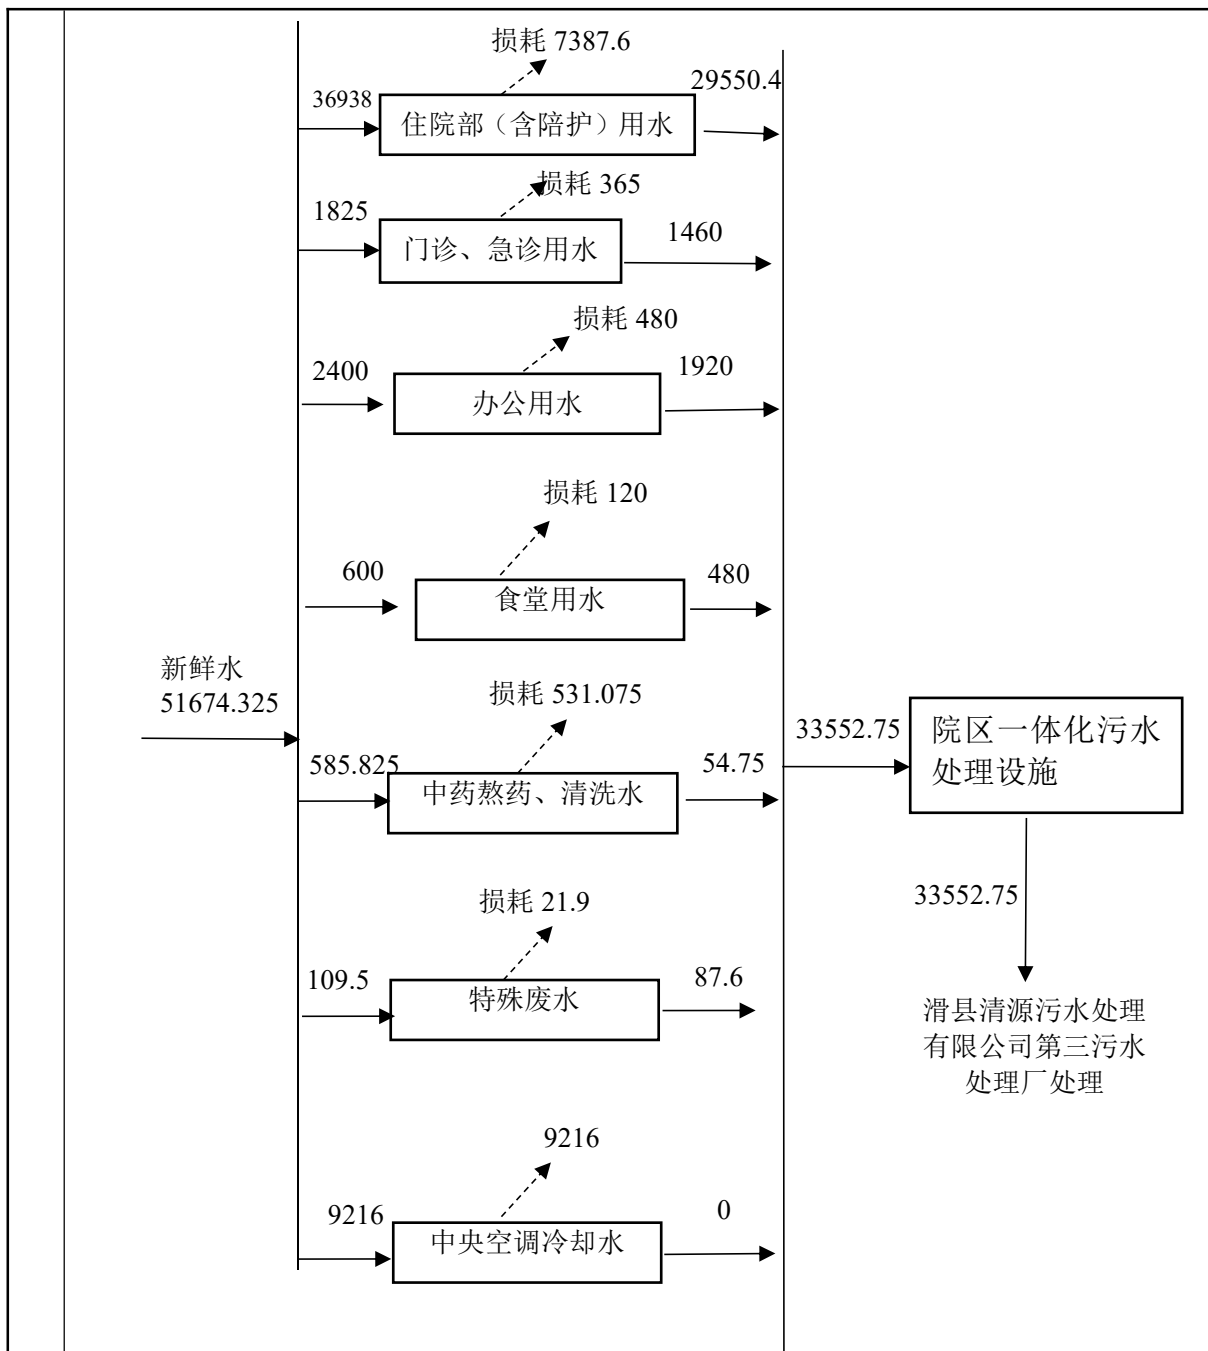 损耗 7387.6
36938
29550.4
住院部（含陪护）用水
损耗 365
1825
1460
门诊、急诊用水
损耗 480
2400
1920
办公用水
损耗 120
600
480
食堂用水
新鲜水
51674.325
损耗 531.075
585.825
54.75
中药熬药、清洗水
33552.75
院区一体化污水
处理设施
33552.75
损耗 21.9
109.5
87.6
特殊废水
滑县清源污水处理
有限公司第三污水
处理厂处理
9216
9216
0
中央空调冷却水